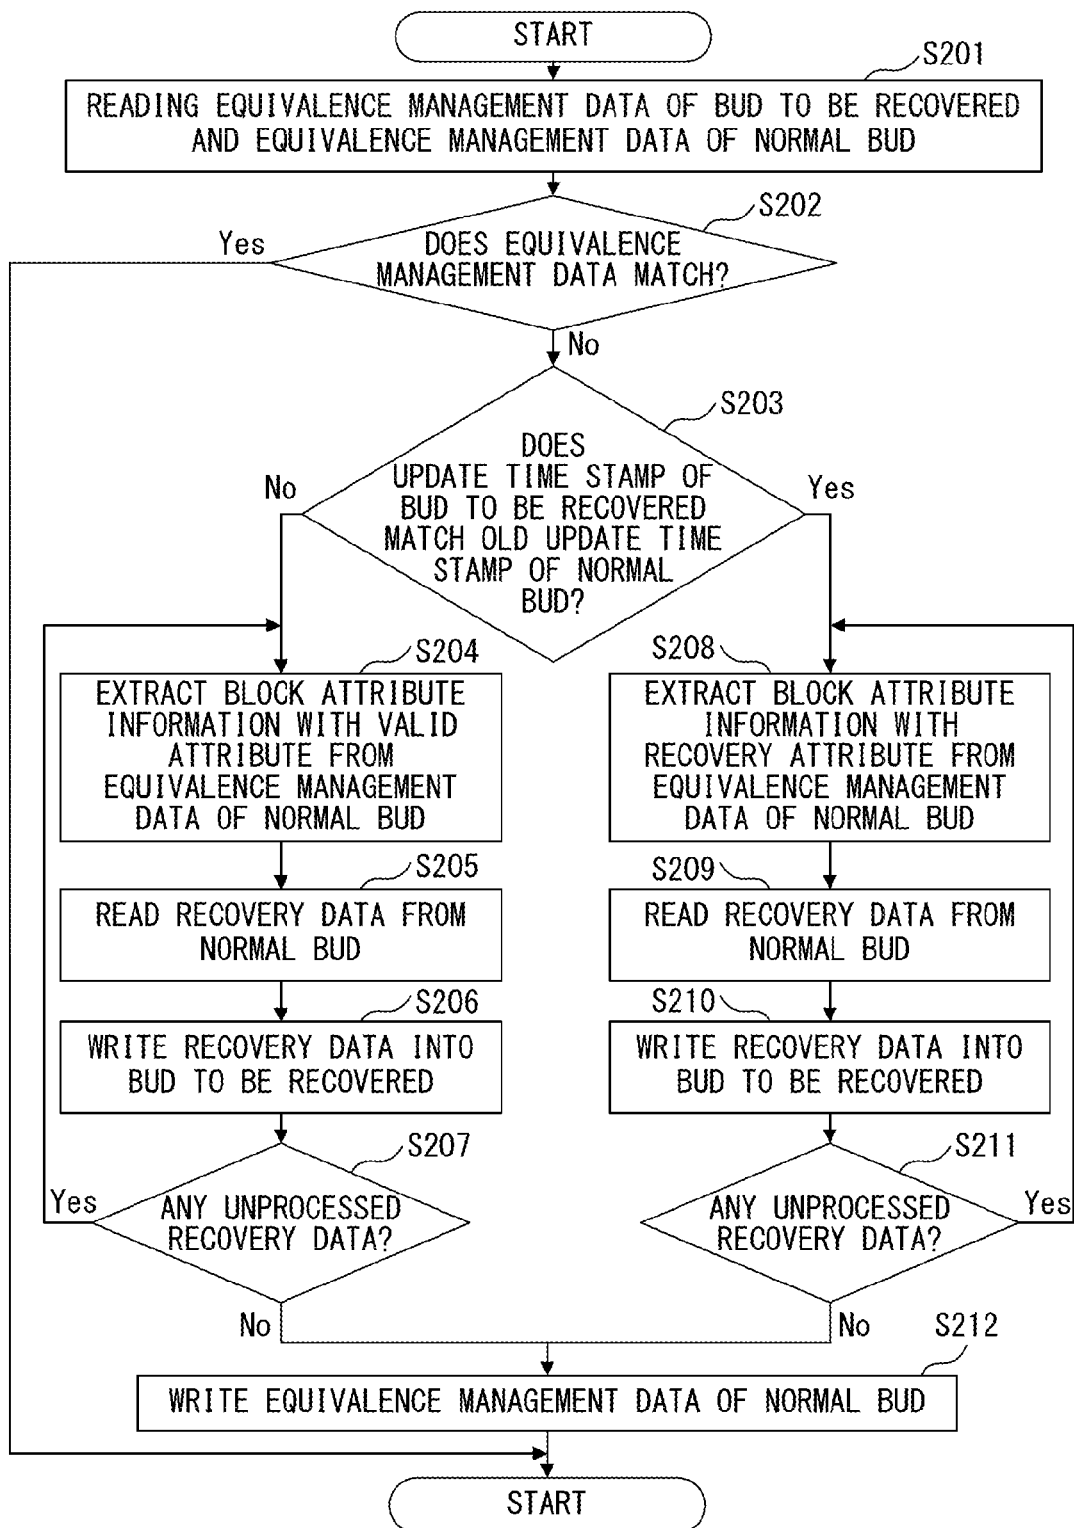 START
S201
READING EQUIVALENCE MANAGEMENT DATA OF BUD TO BE RECOVERED
AND EQUIVALENCE MANAGEMENT DATA OF NORMAL BUD
S202
Yes
DOES EQUIVALENCE
MANAGEMENT DATA MATCH?
No
S203
DOES
UPDATE TIME STAMP OF
BUD TO BE RECOVERED
MATCH OLD UPDATE TIME
STAMP OF NORMAL
BUD?
No
Yes
S204
EXTRACT BLOCK ATTRIBUTE
INFORMATION WITH VALID
ATTRIBUTE FROM
EQUIVALENCE MANAGEMENT
DATA OF NORMAL BUD
S205
READ RECOVERY DATA FROM
NORMAL BUD
S206
WRITE RECOVERY DATA INTO
BUD TO BE RECOVERED
S207
Yes
ANY UNPROCESSED
RECOVERY DATA?
No
S208
EXTRACT BLOCK ATTRIBUTE
INFORMATION WITH
RECOVERY ATTRIBUTE FROM
EQUIVALENCE MANAGEMENT
DATA OF NORMAL BUD
S209
READ RECOVERY DATA FROM
NORMAL BUD
S210
WRITE RECOVERY DATA INTO
BUD TO BE RECOVERED
S211
ANY UNPROCESSED
RECOVERY DATA?
Yes
No
S212
WRITE EQUIVALENCE MANAGEMENT DATA OF NORMAL BUD
START